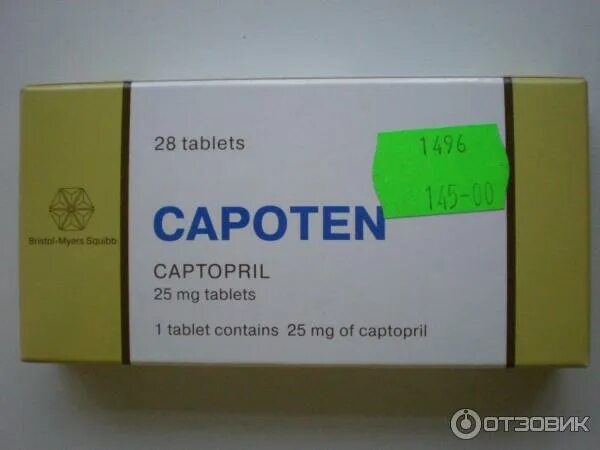 28 tablets
1496
145-00
CAPOTEN
Bristol-Myers Squibb
CAPTOPRIL
25 mg tablets
1 tablet contains 25 mg of captopril
ОТЗОВИК